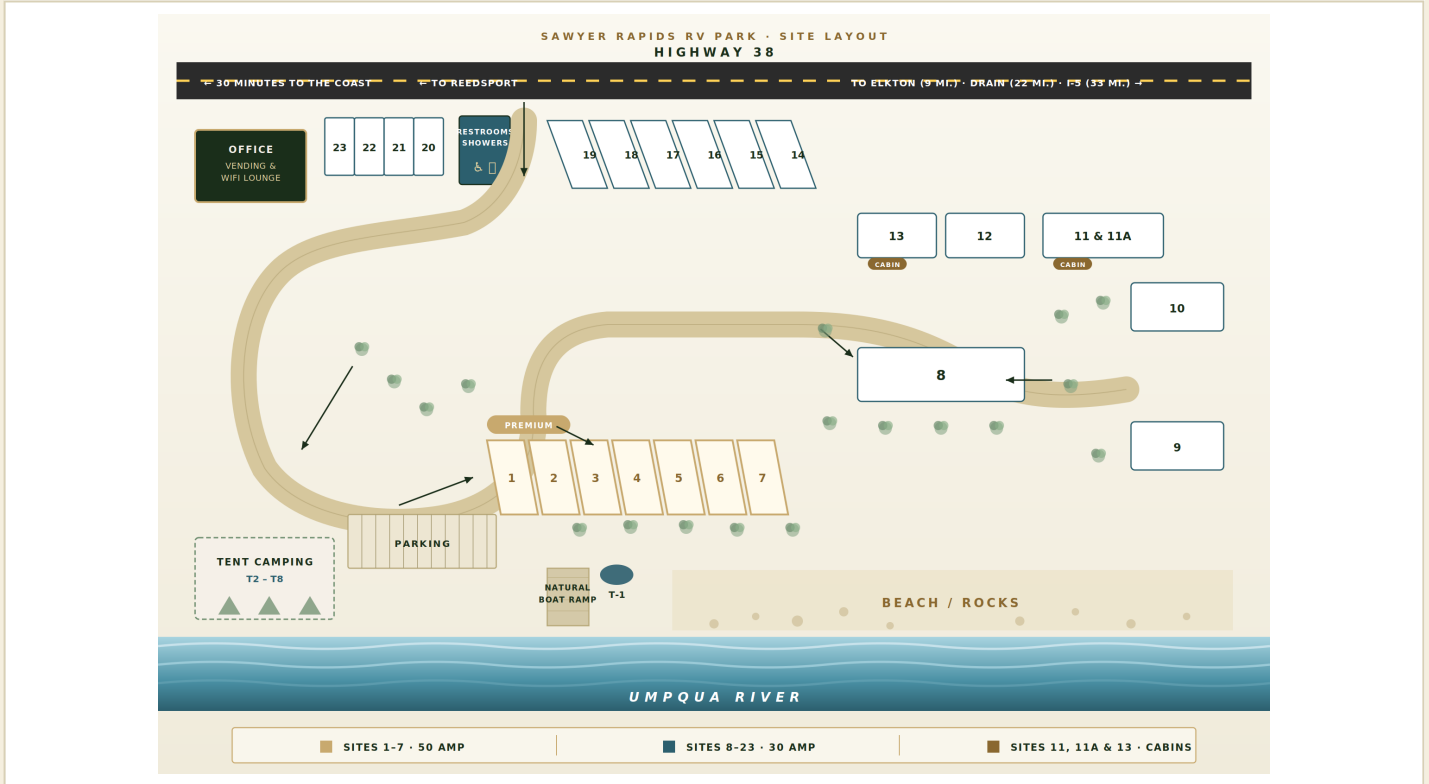 SAWYER RAPIDS RV PARK · SITE LAYOUT
HIGHWAY 38
← 30 MINUTES TO THE COAST
← TO REEDSPORT
TO ELKTON (9 MI.) · DRAIN (22 MI.) · I-5 (33 MI.) →
OFFICE
VENDING &
WIFI LOUNGE
23
22
21
20
RESTROOMS
SHOWERS
♿
19
18
17
16
15
14
13
CABIN
12
11 & 11A
CABIN
10
8
9
PREMIUM
1
2
3
4
5
6
7
PARKING
TENT CAMPING
T2 – T8
NATURAL
BOAT RAMP
T-1
BEACH / ROCKS
UMPQUA RIVER
SITES 1–7 · 50 AMP
SITES 8–23 · 30 AMP
SITES 11, 11A & 13 · CABINS